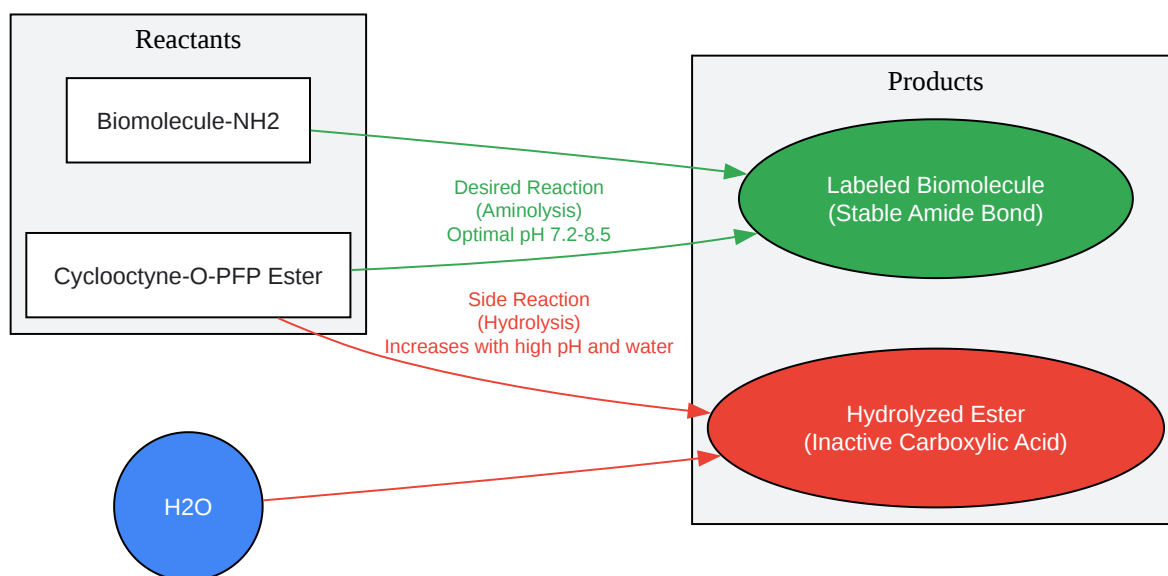 Reactants
Biomolecule-NH2
Cyclooctyne-O-PFP Ester
H2O
Desired Reaction
(Aminolysis)
Optimal pH 7.2-8.5
Side Reaction
(Hydrolysis)
Increases with high pH and water
Products
Labeled Biomolecule
(Stable Amide Bond)
Hydrolyzed Ester
(Inactive Carboxylic Acid)